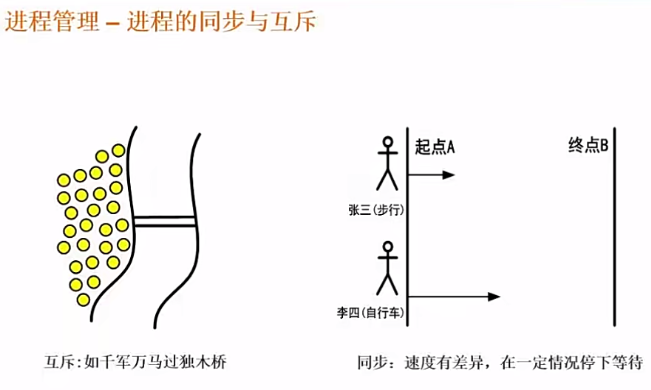 进程管理 – 进程的同步与互斥
起点A
终点B
张三(步行)
李四(自行车)
互斥:如千军万马过独木桥
同步：速度有差异，在一定情况停下等待